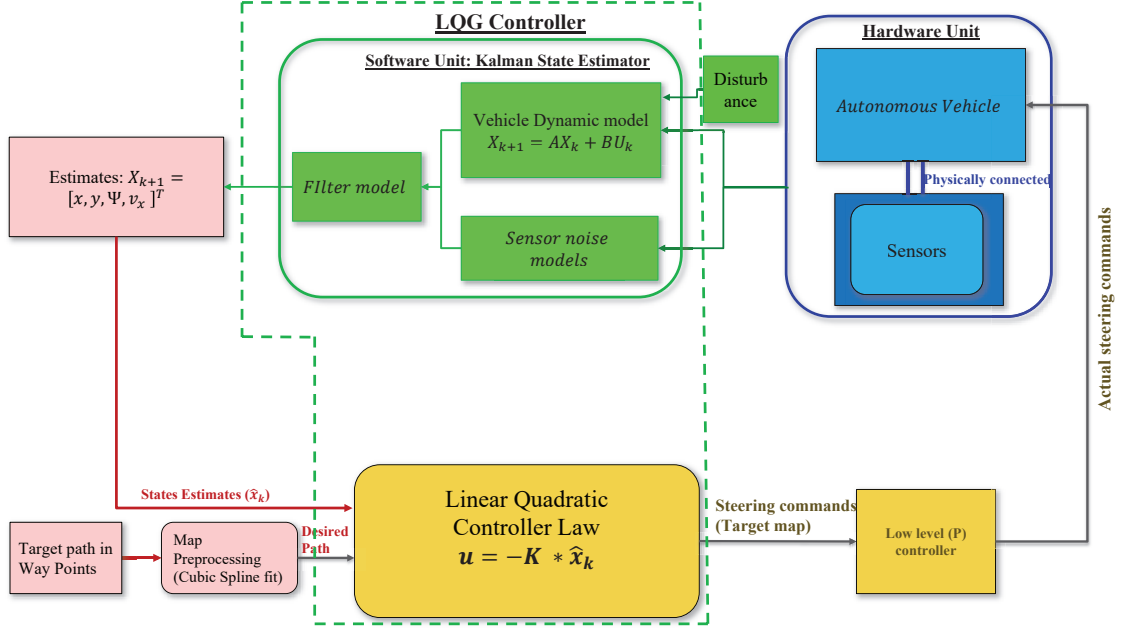 LQG Controller
Software Unit: Kalman State Estimator
Hardware Unit
Disturb
ance
Vehicle Dynamic model
$X_{k+1} = AX_k + BU_k$
Autonomous Vehicle
Estimates: $X_{k+1} =$
$[x, y, \Psi, v_x]^T$
FIlter model
Physically connected
Sensor noise
models
Sensors
Actual steering commands
States Estimates ($\hat{x}_k$)
Linear Quadratic
Controller Law
$u = -K * \hat{x}_k$
Steering commands
(Target map)
Low level (P)
controller
Target path in
Way Points
Map
Preprocessing
(Cubic Spline fit)
Desired
Path